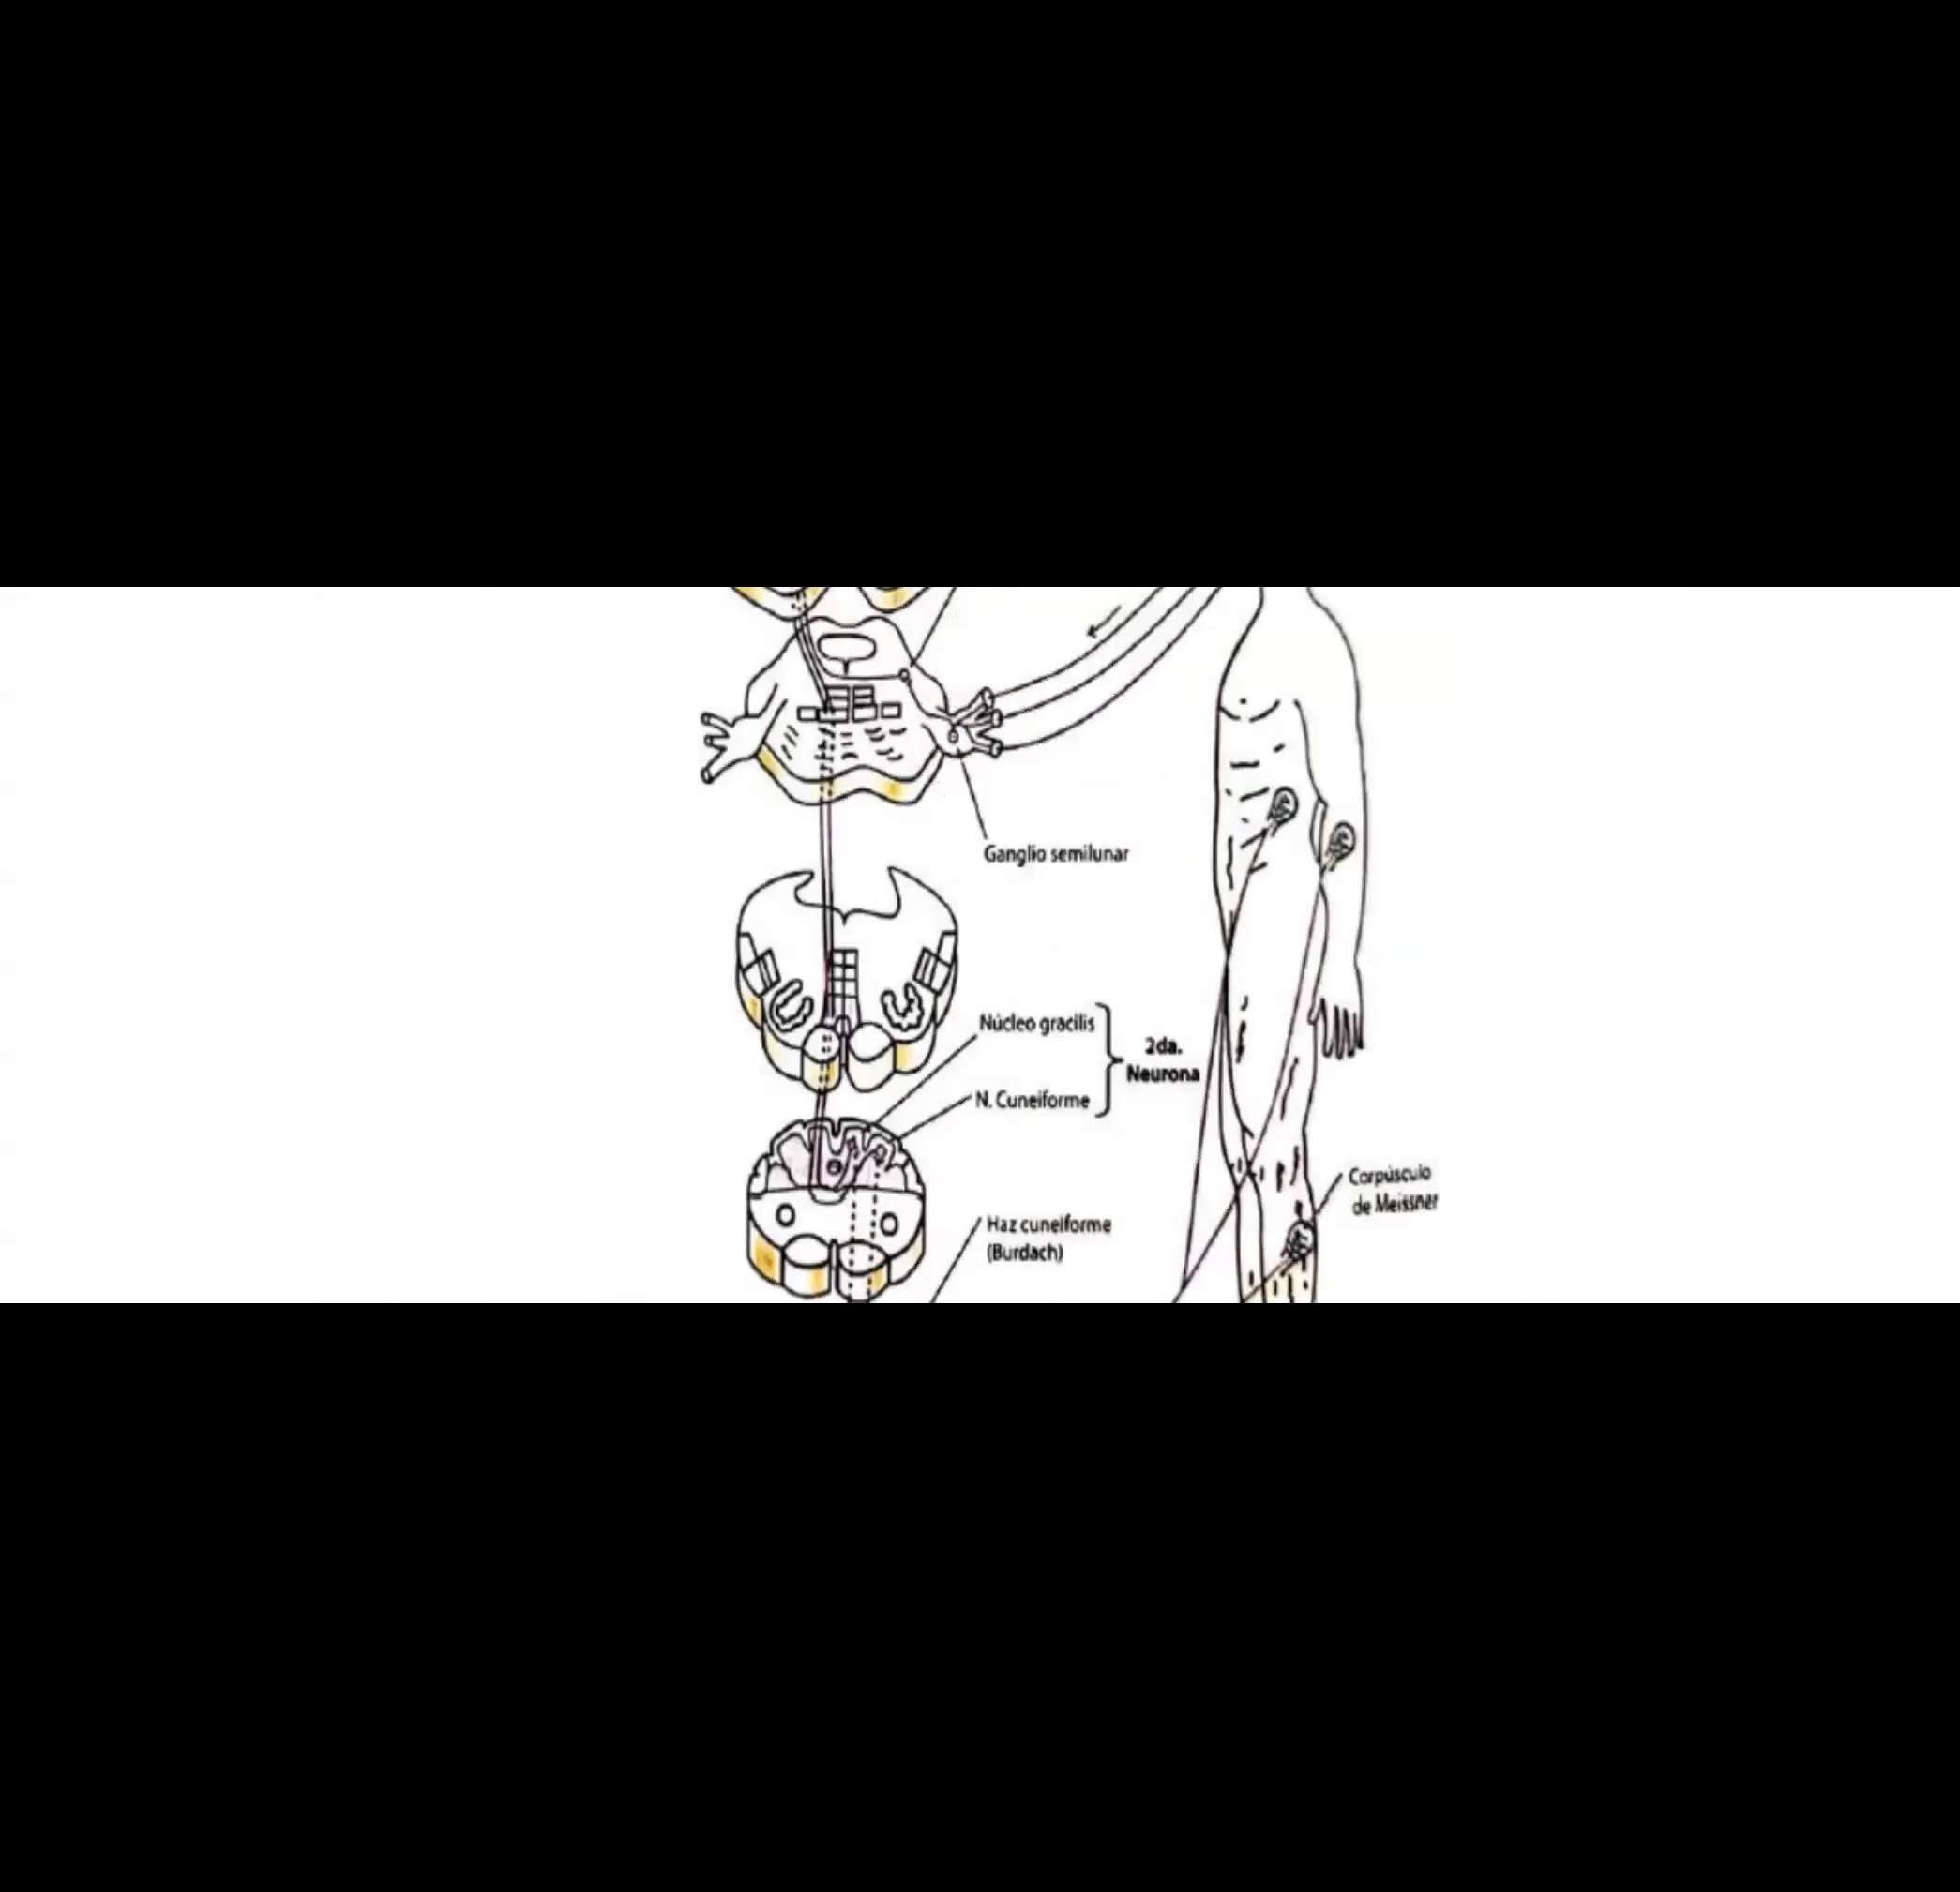 Ganglio semilunar
Núcleo gracilis
N. Cuneiforme
2da.
Neurona
Corpúsculo
de Meissner
Haz cuneiforme
(Burdach)